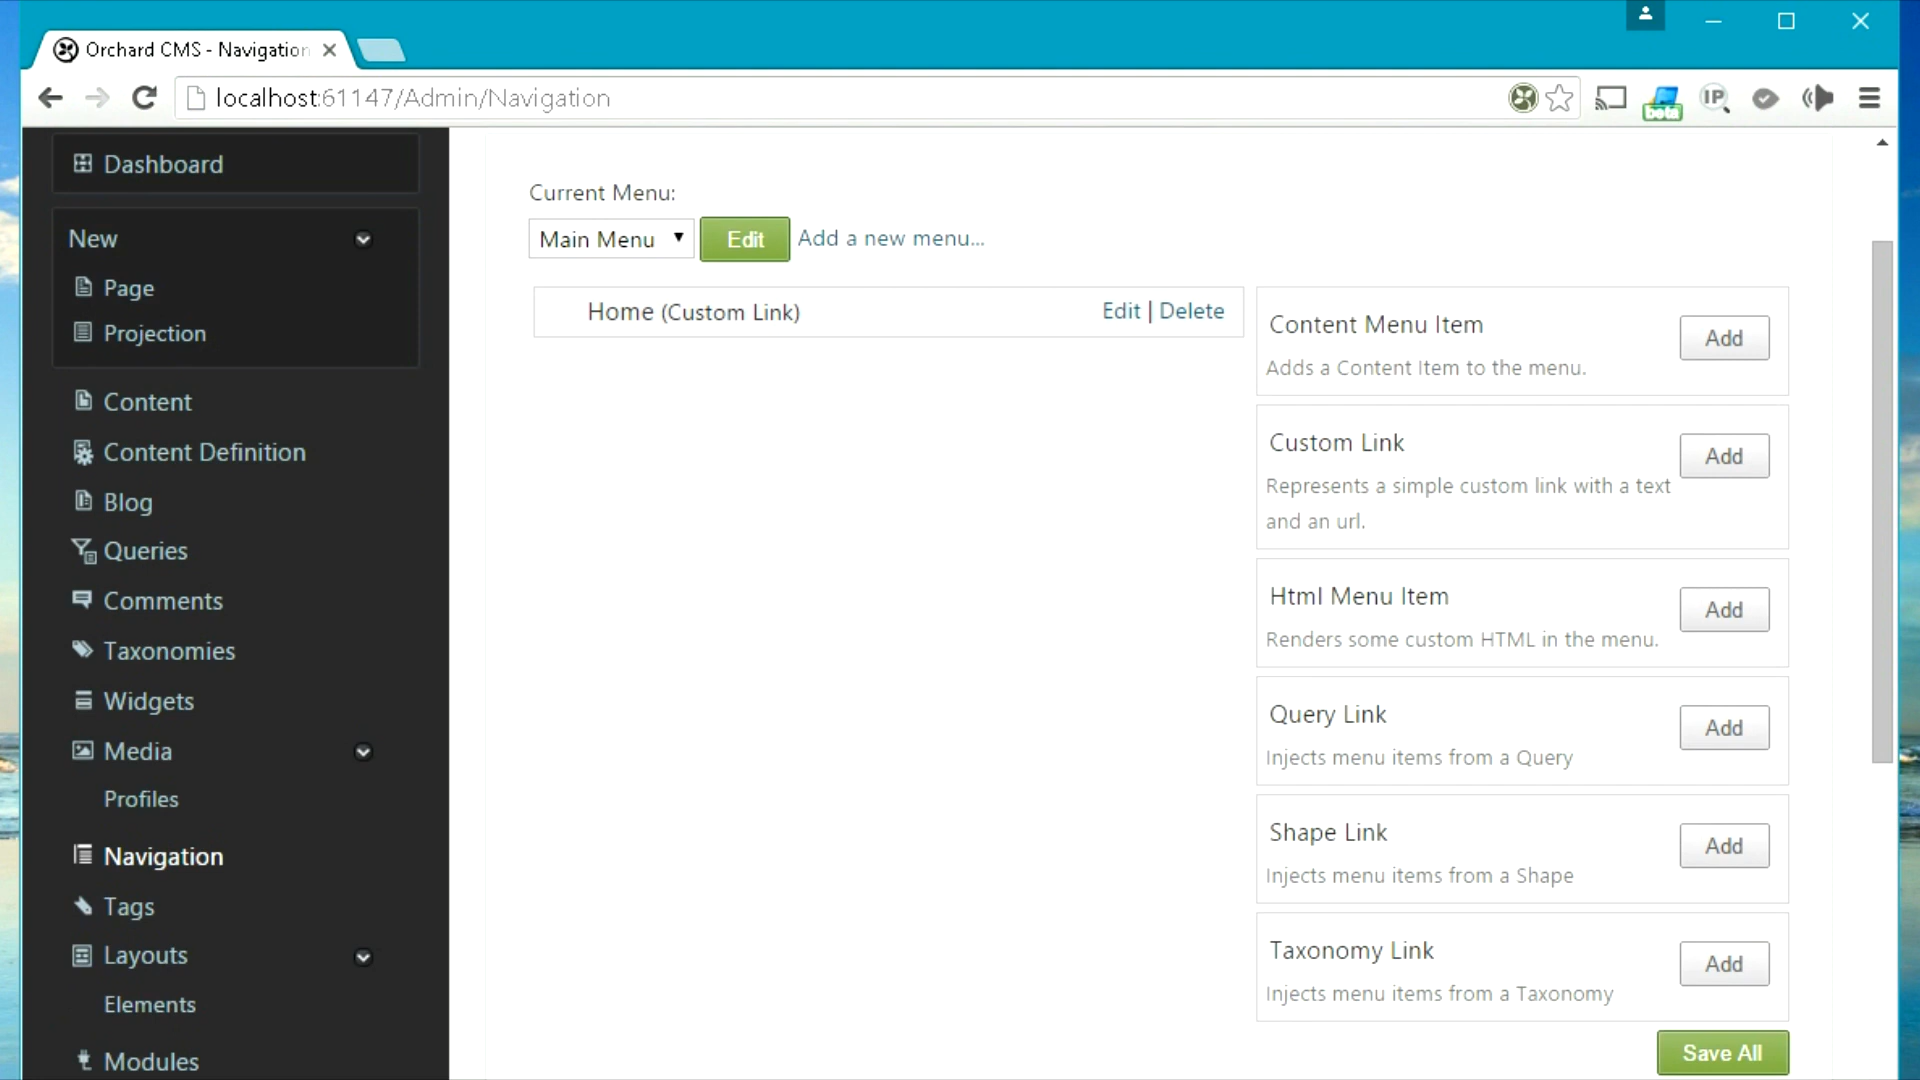 Orchard CMS - Navigation
localhost:61147/Admin/Navigation
IP
beta
Dashboard
New
Page
Projection
Content
Content Definition
Blog
Queries
Comments
Taxonomies
Widgets
Media
Profiles
Navigation
Tags
Layouts
Elements
Modules
Current Menu:
Main Menu Edit Add a new menu...
Home (Custom Link) Edit | Delete
Content Menu Item Add
Adds a Content Item to the menu.
Custom Link Add
Represents a simple custom link with a text
and an url.
Html Menu Item Add
Renders some custom HTML in the menu.
Query Link Add
Injects menu items from a Query
Shape Link Add
Injects menu items from a Shape
Taxonomy Link Add
Injects menu items from a Taxonomy
Save All